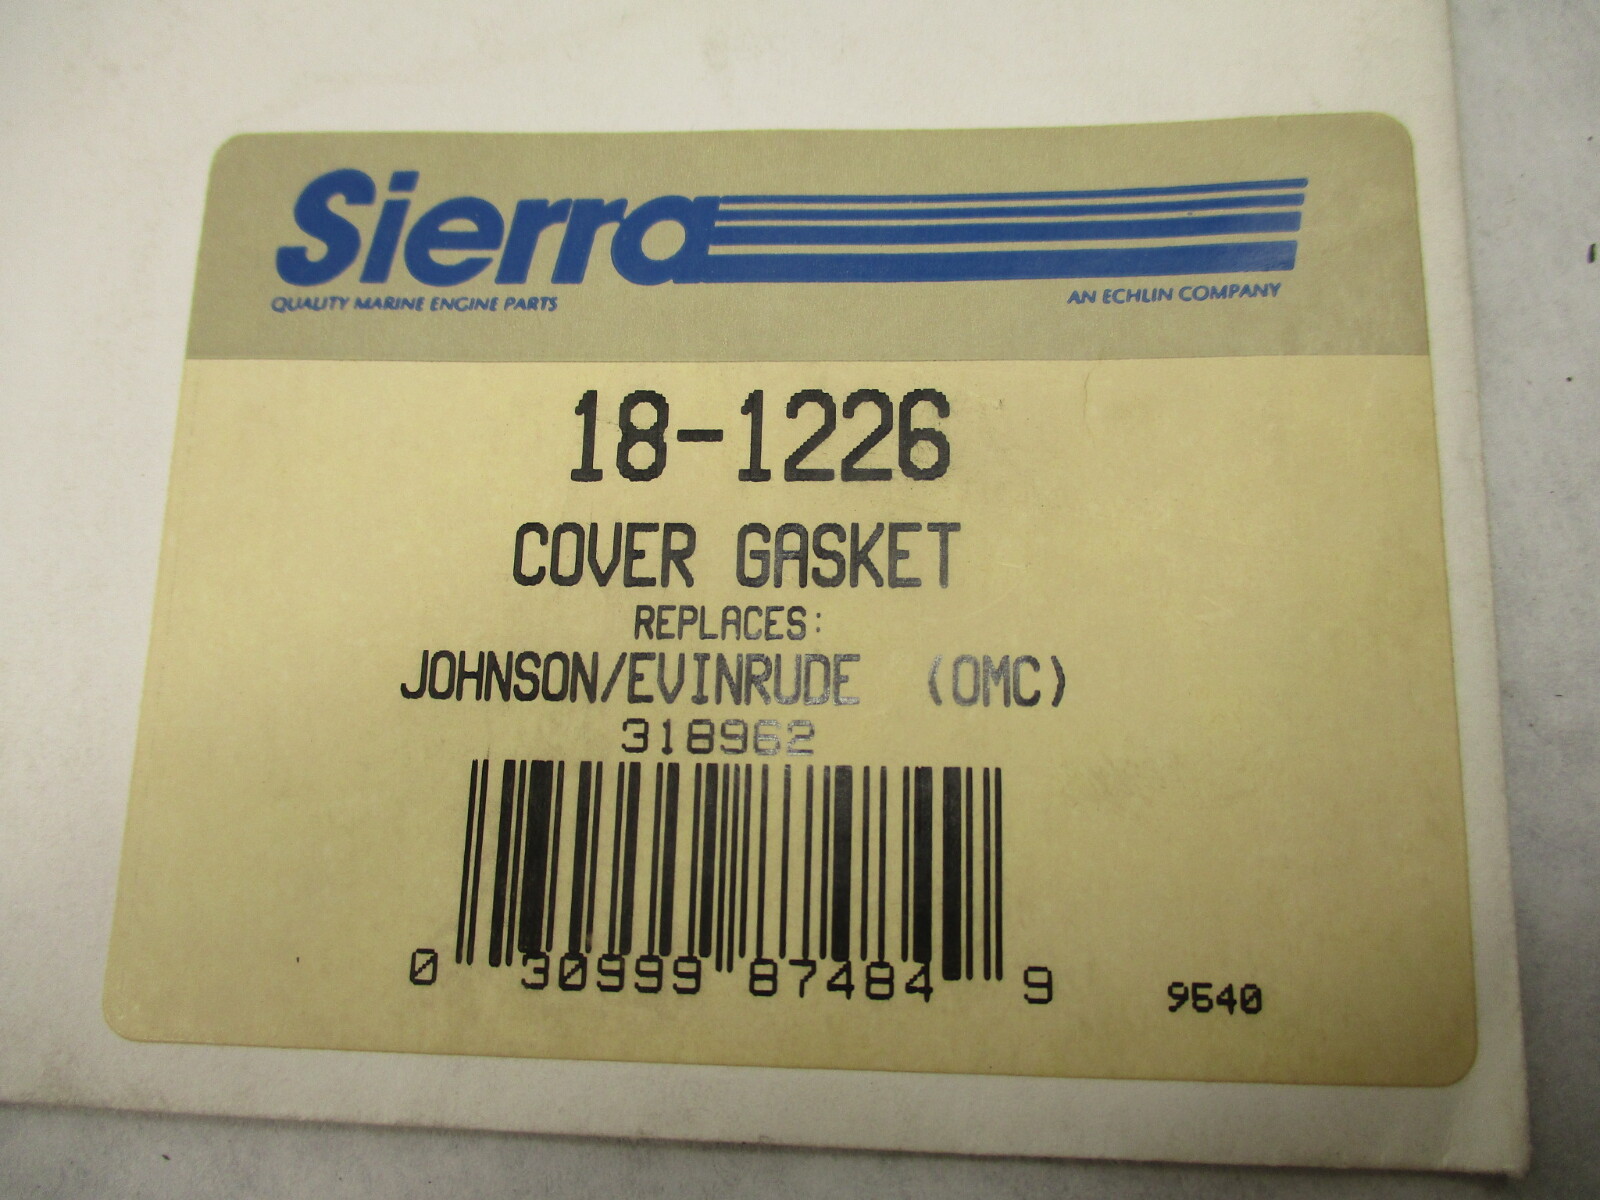 Sierra
QUALITY MARINE ENGINE PARTS
AN ECHLIN COMPANY
18-1226
COVER GASKET
REPLACES:
JOHNSON/EVINRUDE (OMC)
318962
0 30999 87484 9
9640